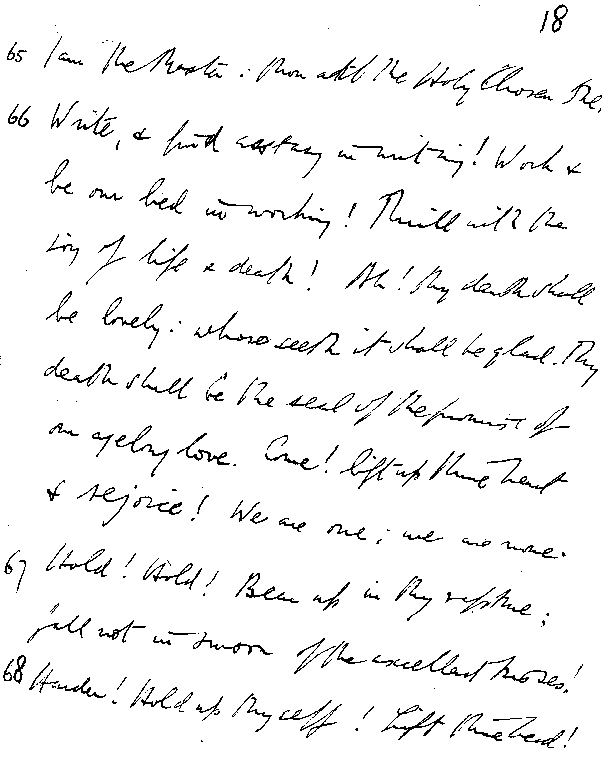 18
65 I am the Master: thou art the Holy Chosen One.
66 Write, & find ecstasy in writing! Work &
be our bed in working! Thrill with the
joy of life & death! Ah! thy death shall
be lovely: whoso seeth it shall be glad. Thy
death shall be the seal of the promise of
our agelong love. Come! lift up thine heart
& rejoice! We are one; we are none.
67 Hold! Hold! Bear up in thy rapture;
fall not in swoon of the excellent kisses!
68 Harder! Hold up thyself! Lift thine head!